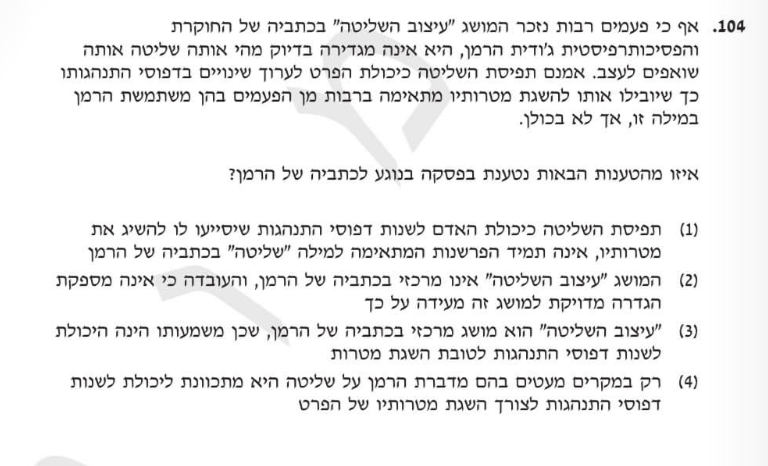 104. אף כי פעמים רבות נזכר המושג "עיצוב השליטה" בכתביה של החוקרת
והפסיכותרפיסטית ג'ודית הרמן, היא אינה מגדירה בדיוק מהי אותה שליטה אותה
שואפים לעצב. אמנם תפיסת השליטה כיכולת הפרט לערוך שינויים בדפוסי התנהגותו
כך שיובילו אותו להשגת מטרותיו מתאימה ברבות מן הפעמים בהן משתמשת הרמן
במילה זו, אך לא בכולן.
איזו מהטענות הבאות נטענת בפסקה בנוגע לכתביה של הרמן?
(1) תפיסת השליטה כיכולת האדם לשנות דפוסי התנהגות שיסייעו לו להשיג את
מטרותיו, אינה תמיד הפרשנות המתאימה למילה "שליטה" בכתביה של הרמן
(2) המושג "עיצוב השליטה" אינו מרכזי בכתביה של הרמן, והעובדה כי אינה מספקת
הגדרה מדויקת למושג זה מעידה על כך
(3) "עיצוב השליטה" הוא מושג מרכזי בכתביה של הרמן, שכן משמעותו הינה היכולת
לשנות דפוסי התנהגות לטובת השגת מטרות
(4) רק במקרים מעטים בהם מדברת הרמן על שליטה היא מתכוונת ליכולת לשנות
דפוסי התנהגות לצורך השגת מטרותיו של הפרט